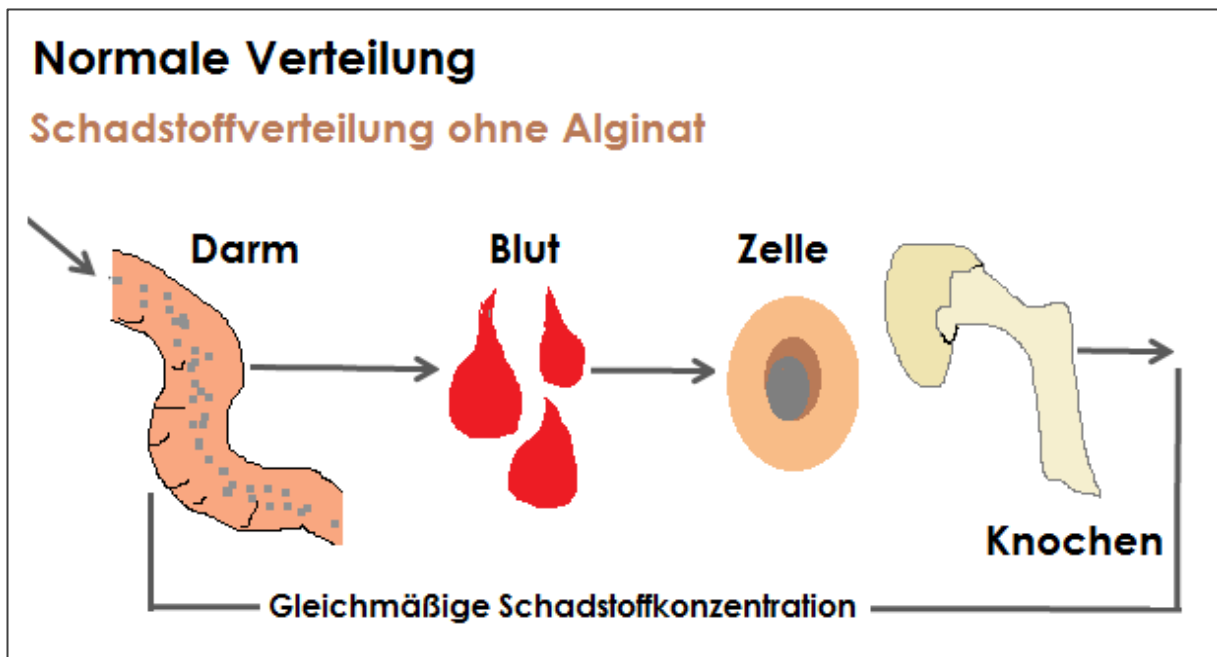 Normale Verteilung
Schadstoffverteilung ohne Alginat
Darm
Blut
Zelle
Knochen
Gleichmäßige Schadstoffkonzentration